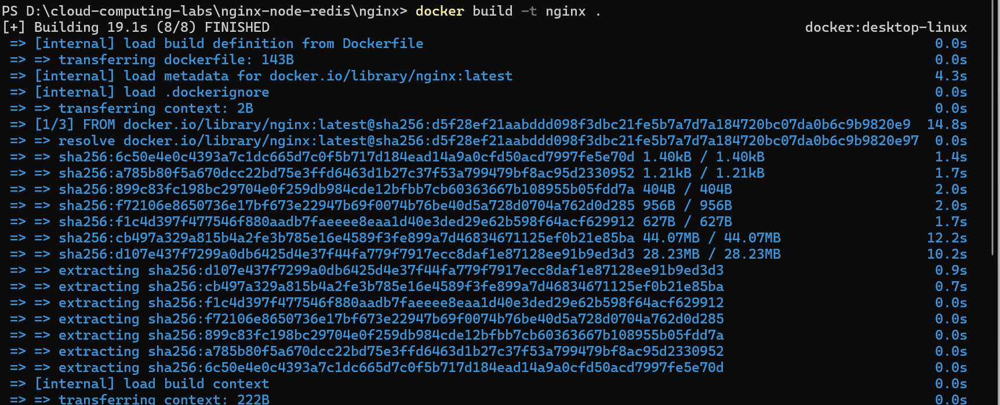 PS D:\cloud-computing-labs\nginx-node-redis\nginx> docker build -t nginx .
[+] Building 19.1s (8/8) FINISHED docker:desktop-linux
=> [internal] load build definition from Dockerfile 0.0s
=> => transferring dockerfile: 143B 0.0s
=> [internal] load metadata for docker.io/library/nginx:latest 4.3s
=> [internal] load .dockerignore 0.0s
=> => transferring context: 2B 0.0s
=> [1/3] FROM docker.io/library/nginx:latest@sha256:d5f28ef21aabddd098f3dbc21fe5b7a7d7a184720bc07da0b6c9b9820e9 14.8s
=> => resolve docker.io/library/nginx:latest@sha256:d5f28ef21aabddd098f3dbc21fe5b7a7d7a184720bc07da0b6c9b9820e97 0.0s
=> => sha256:6c50e4e0c4393a7c1dc665d7c0f5b717d184ead14a9a0cfd50acd7997fe5e70d 1.40kB / 1.40kB 1.4s
=> => sha256:a785b80f5a670dcc22bd75e3ffd6463d1b27c37f53a799479bf8ac95d2330952 1.21kB / 1.21kB 1.7s
=> => sha256:899c83fc198bc29704e0f259db984cde12bfbb7cb60363667b108955b05fdd7a 404B / 404B 2.0s
=> => sha256:f72106e8650736e17bf673e22947b69f0074b76be40d5a728d0704a762d0d285 956B / 956B 2.0s
=> => sha256:f1c4d397f477546f880aadb7faeeee8eaa1d40e3ded29e62b598f64acf629912 627B / 627B 1.7s
=> => sha256:cb497a329a815b4a2fe3b785e16e4589f3fe899a7d46834671125ef0b21e85ba 44.07MB / 44.07MB 12.2s
=> => sha256:d107e437f7299a0db6425d4e37f44fa779f7917ecc8daf1e87128ee91b9ed3d3 28.23MB / 28.23MB 10.2s
=> => extracting sha256:d107e437f7299a0db6425d4e37f44fa779f7917ecc8daf1e87128ee91b9ed3d3 0.9s
=> => extracting sha256:cb497a329a815b4a2fe3b785e16e4589f3fe899a7d46834671125ef0b21e85ba 0.7s
=> => extracting sha256:f1c4d397f477546f880aadb7faeeee8eaa1d40e3ded29e62b598f64acf629912 0.0s
=> => extracting sha256:f72106e8650736e17bf673e22947b69f0074b76be40d5a728d0704a762d0d285 0.0s
=> => extracting sha256:899c83fc198bc29704e0f259db984cde12bfbb7cb60363667b108955b05fdd7a 0.0s
=> => extracting sha256:a785b80f5a670dcc22bd75e3ffd6463d1b27c37f53a799479bf8ac95d2330952 0.0s
=> => extracting sha256:6c50e4e0c4393a7c1dc665d7c0f5b717d184ead14a9a0cfd50acd7997fe5e70d 0.0s
=> [internal] load build context 0.0s
=> => transferring context: 222B 0.0s